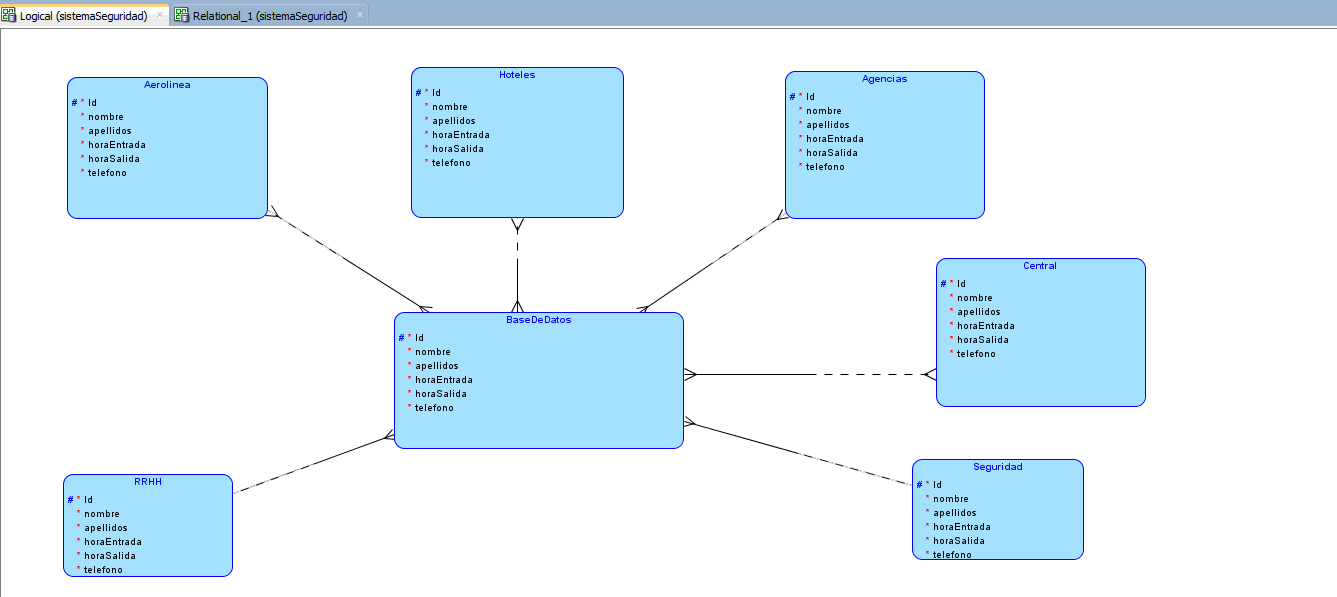 Logical (sistemaSeguridad)
Relational_1 (sistemaSeguridad)
Aerolinea
# * Id
* nombre
* apellidos
* horaEntrada
* horaSalida
* telefono
Hoteles
# * Id
* nombre
* apellidos
* horaEntrada
* horaSalida
* telefono
Agencias
# * Id
* nombre
* apellidos
* horaEntrada
* horaSalida
* telefono
Central
# * Id
* nombre
* apellidos
* horaEntrada
* horaSalida
* telefono
BaseDeDatos
# * Id
* nombre
* apellidos
* horaEntrada
* horaSalida
* telefono
RRHH
# * Id
* nombre
* apellidos
* horaEntrada
* horaSalida
* telefono
Seguridad
# * Id
* nombre
* apellidos
* horaEntrada
* horaSalida
* telefono